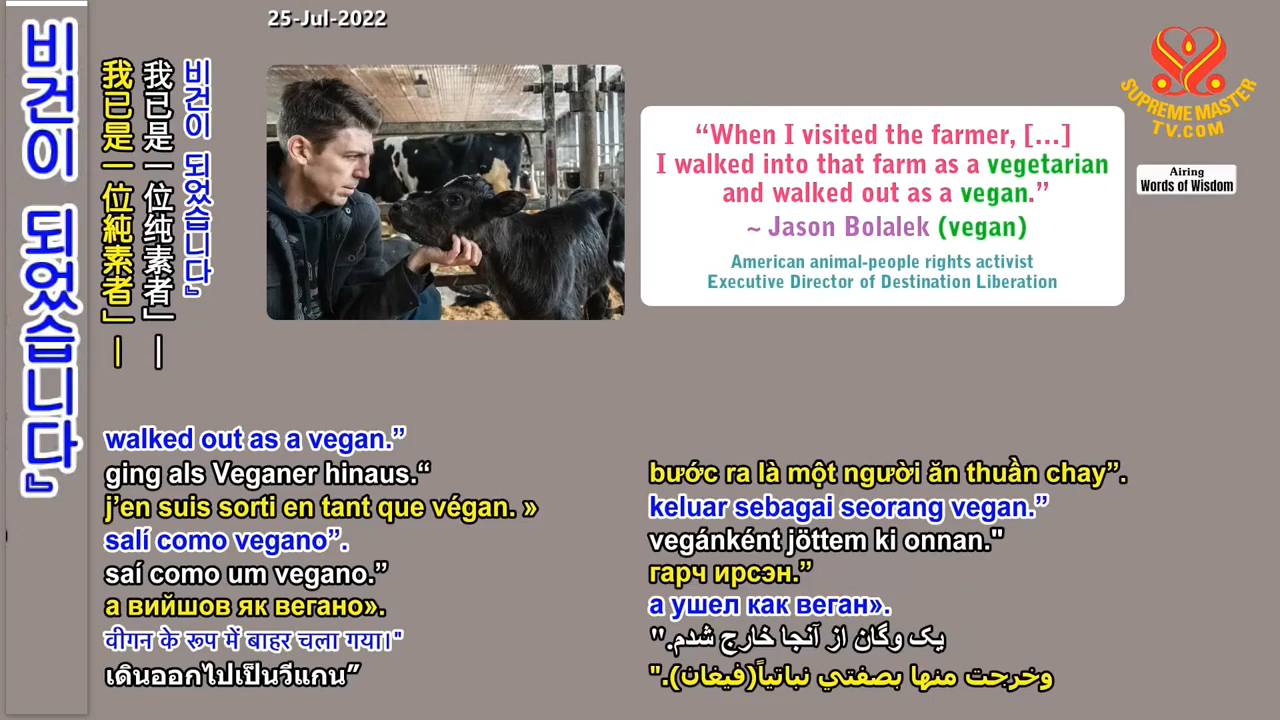 25-Jul-2022
비건이 되었습니다』
我已是一位純素者」—
我已是一位纯素者」—
비건이 되었습니다』
“When I visited the farmer, [...]
I walked into that farm as a vegetarian
and walked out as a vegan.”
~ Jason Bolalek (vegan)
American animal-people rights activist
Executive Director of Destination Liberation
SUPREME MASTER
TV.COM
Airing
Words of Wisdom
walked out as a vegan.”
ging als Veganer hinaus.“
j’en suis sorti en tant que végan. »
salí como vegano”.
saí como um vegano.”
а вийшов як вегано».
वीगन के रूप में बाहर चला गया।"
เดินออกไปเป็นวีแกน”
bước ra là một người ăn thuần chay”.
keluar sebagai seorang vegan.”
vegánként jöttem ki onnan."
гарч ирсэн.”
а ушел как веган».
یک وگان از آنجا خارج شدم."
وخرجت منها بصفتي نباتياً(فيغان)."